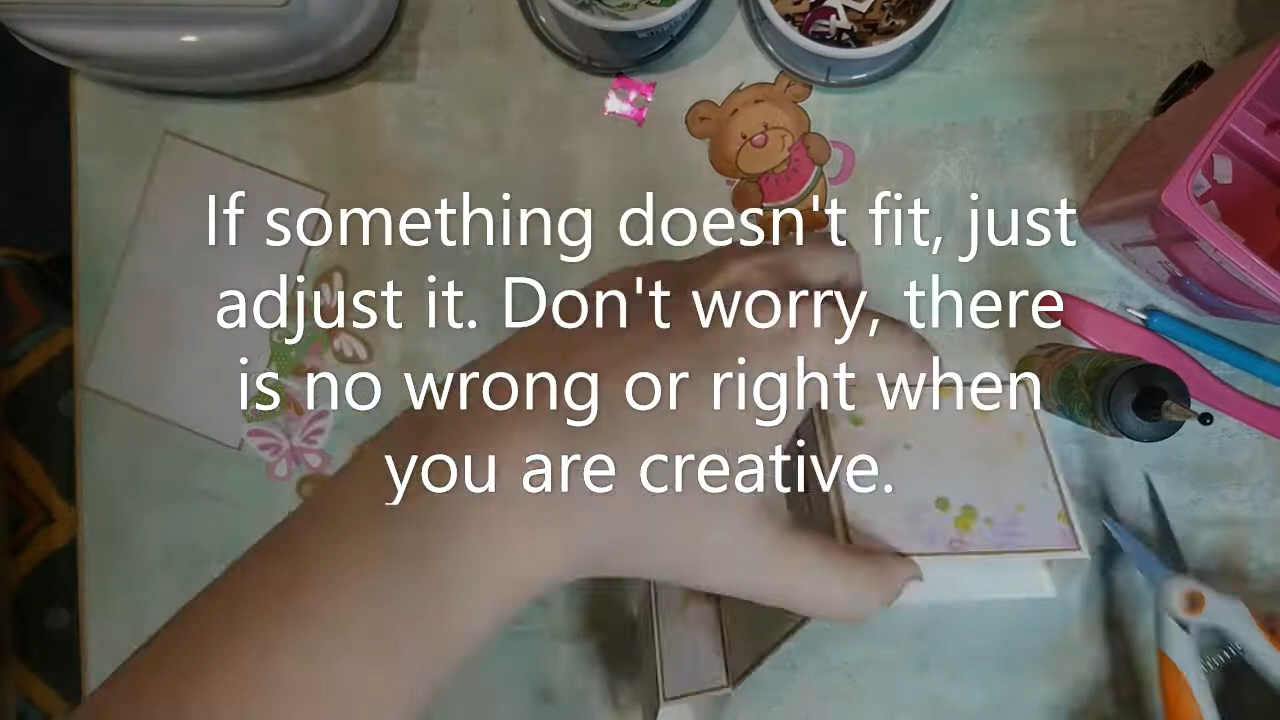 If something doesn't fit, just
adjust it. Don't worry, there
is no wrong or right when
you are creative.